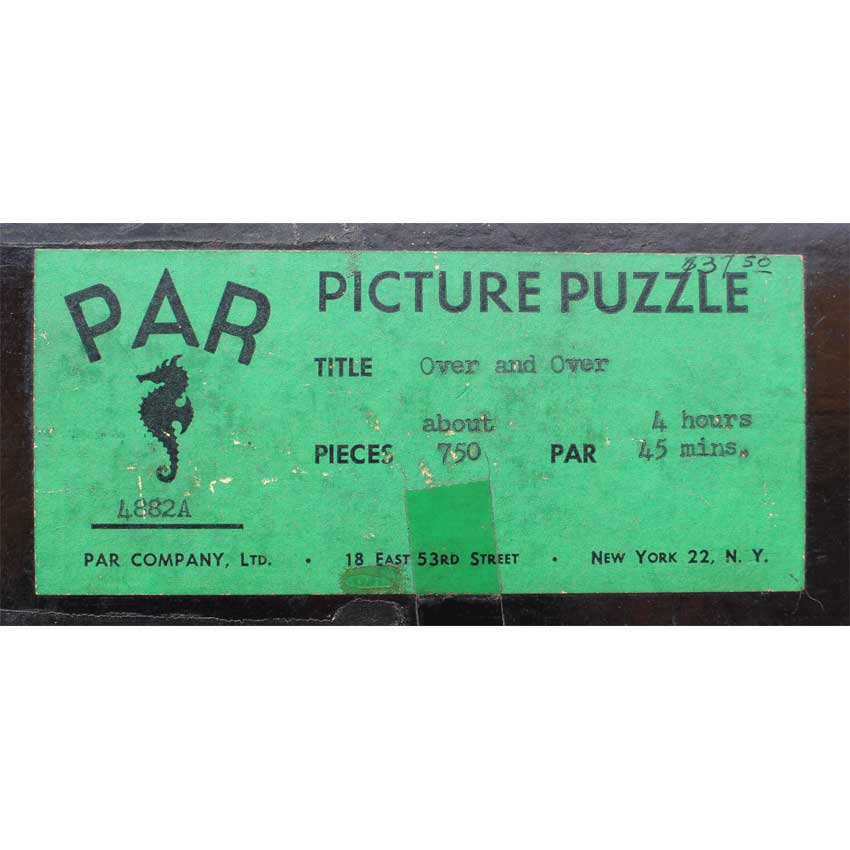 PAR
PICTURE PUZZLE
$37 50
TITLE Over and Over
about 4 hours
PIECES 750 PAR 45 mins.
4882A
PAR COMPANY, LTD. • 18 EAST 53RD STREET • NEW YORK 22, N. Y.